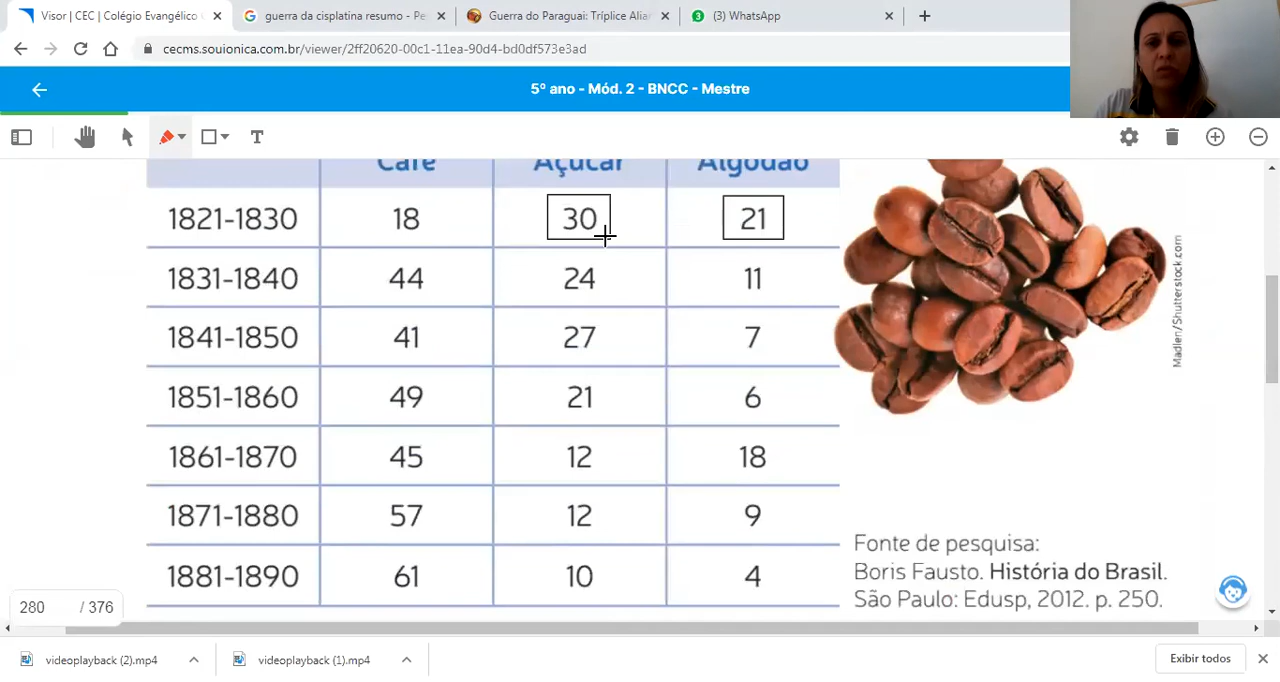 Visor | CEC | Colégio Evangélico
guerra da cisplatina resumo - Pe
Guerra do Paraguai: Tríplice Alian
3
(3) WhatsApp
cecms.souionica.com.br/viewer/2ff20620-00c1-11ea-90d4-bd0df573e3ad
5º ano - Mód. 2 - BNCC - Mestre
T
Café Açúcar Algodão
1821-1830 18 30 21
1831-1840 44 24 11
1841-1850 41 27 7
1851-1860 49 21 6
1861-1870 45 12 18
1871-1880 57 12 9
1881-1890 61 10 4
Madlen/Shutterstock.com
Fonte de pesquisa:
Boris Fausto. História do Brasil.
São Paulo: Edusp, 2012. p. 250.
280 / 376
videoplayback (2).mp4
videoplayback (1).mp4
Exibir todos